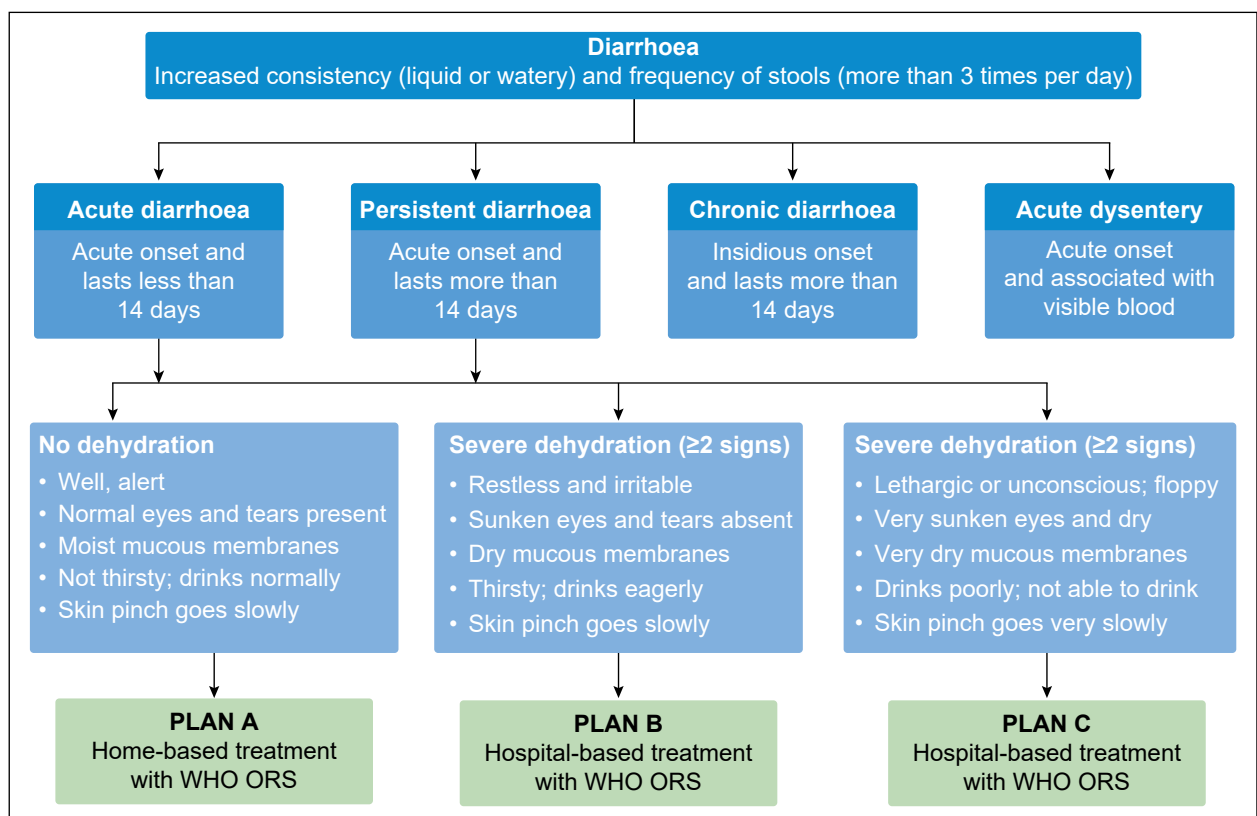 Diarrhoea
Increased consistency (liquid or watery) and frequency of stools (more than 3 times per day)
Acute diarrhoea
Acute onset and
lasts less than
14 days
Persistent diarrhoea
Acute onset and
lasts more than
14 days
Chronic diarrhoea
Insidious onset
and lasts more than
14 days
Acute dysentery
Acute onset
and associated with
visible blood
No dehydration
• Well, alert
• Normal eyes and tears present
• Moist mucous membranes
• Not thirsty; drinks normally
• Skin pinch goes slowly
Severe dehydration (≥2 signs)
• Restless and irritable
• Sunken eyes and tears absent
• Dry mucous membranes
• Thirsty; drinks eagerly
• Skin pinch goes slowly
Severe dehydration (≥2 signs)
• Lethargic or unconscious; floppy
• Very sunken eyes and dry
• Very dry mucous membranes
• Drinks poorly; not able to drink
• Skin pinch goes very slowly
PLAN A
Home-based treatment
with WHO ORS
PLAN B
Hospital-based treatment
with WHO ORS
PLAN C
Hospital-based treatment
with WHO ORS